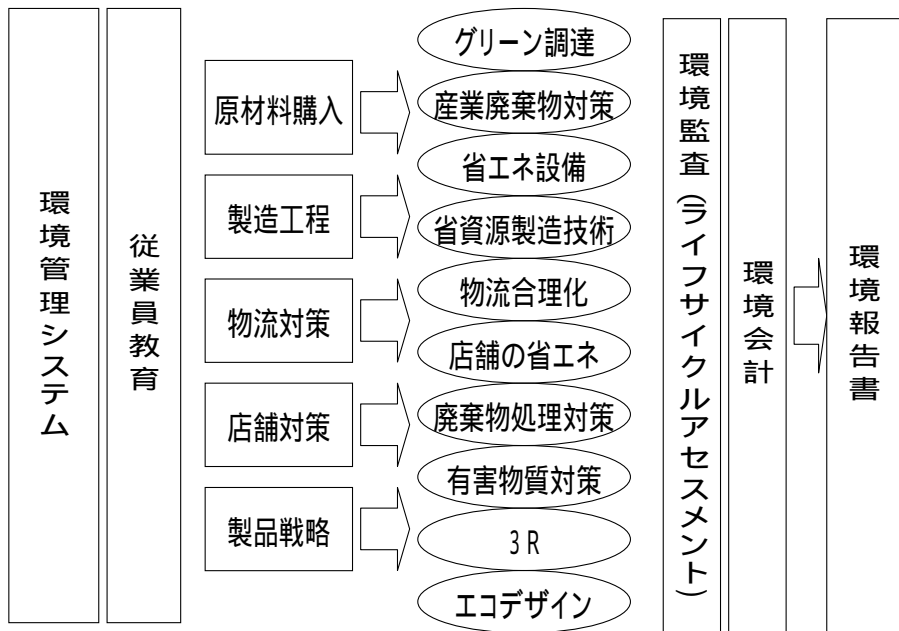 環境管理システム
従業員教育
原材料購入
製造工程
物流対策
店舗対策
製品戦略
グリーン調達
産業廃棄物対策
省エネ設備
省資源製造技術
物流合理化
店舗の省エネ
廃棄物処理対策
有害物質対策
3R
エコデザイン
環境監査(ライフサイクルアセスメント)
環境会計
環境報告書